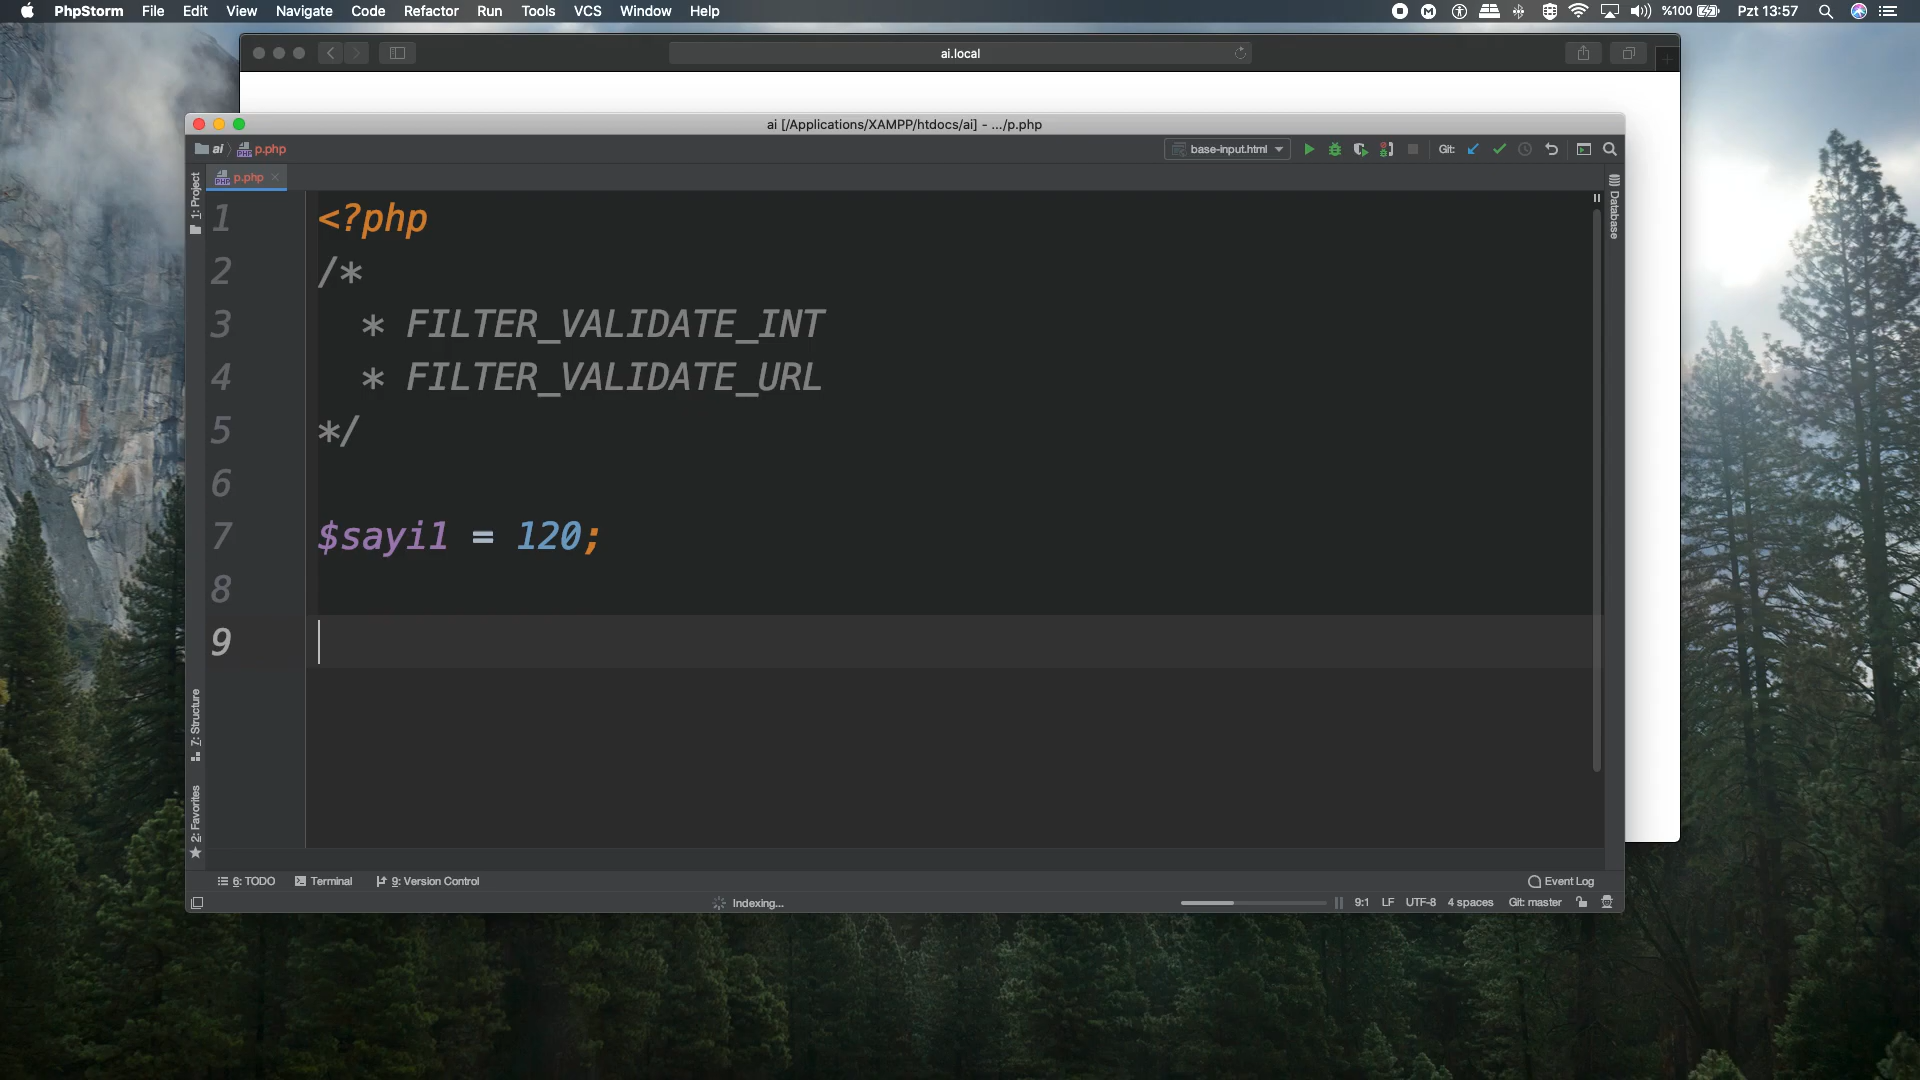 PhpStorm File Edit View Navigate Code Refactor Run Tools VCS Window Help %100 Pzt 13:57
ai.local
ai [/Applications/XAMPP/htdocs/ai] - .../p.php
ai p.php base-input.html Git:
p.php
1: Project
Database
1 <?php
2 /*
3 * FILTER_VALIDATE_INT
4 * FILTER_VALIDATE_URL
5 */
6
7 $sayi1 = 120;
8
9
7: Structure
2: Favorites
6: TODO Terminal 9: Version Control Event Log
Indexing... 9:1 LF UTF-8 4 spaces Git: master